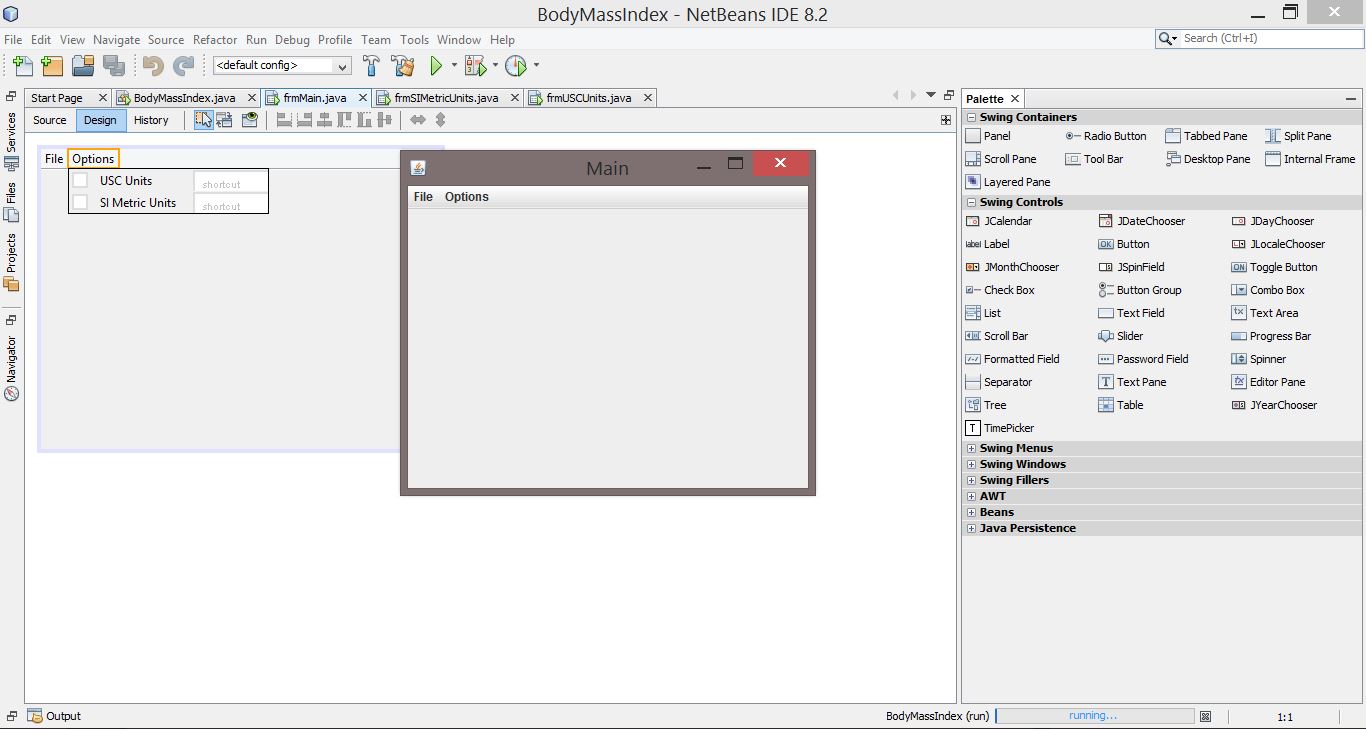 BodyMassIndex - NetBeans IDE 8.2
File Edit View Navigate Source Refactor Run Debug Profile Team Tools Window Help
Search (Ctrl+I)
<default config>
Start Page BodyMassIndex.java frmMain.java frmSIMetricUnits.java frmUSCUnits.java
Source Design History
Services
Files
Projects
Navigator
File Options
USC Units shortcut
SI Metric Units shortcut
Main
File Options
Palette
Swing Containers
Panel Radio Button Tabbed Pane Split Pane
Scroll Pane Tool Bar Desktop Pane Internal Frame
Layered Pane
Swing Controls
JCalendar JDateChooser JDayChooser
label Label OK Button JLocaleChooser
JMonthChooser JSpinField ON Toggle Button
Check Box Button Group Combo Box
List Text Field Text Area
Scroll Bar Slider Progress Bar
Formatted Field Password Field Spinner
Separator T Text Pane Editor Pane
Tree Table JYearChooser
T TimePicker
Swing Menus
Swing Windows
Swing Fillers
AWT
Beans
Java Persistence
Output
BodyMassIndex (run) running... 1:1